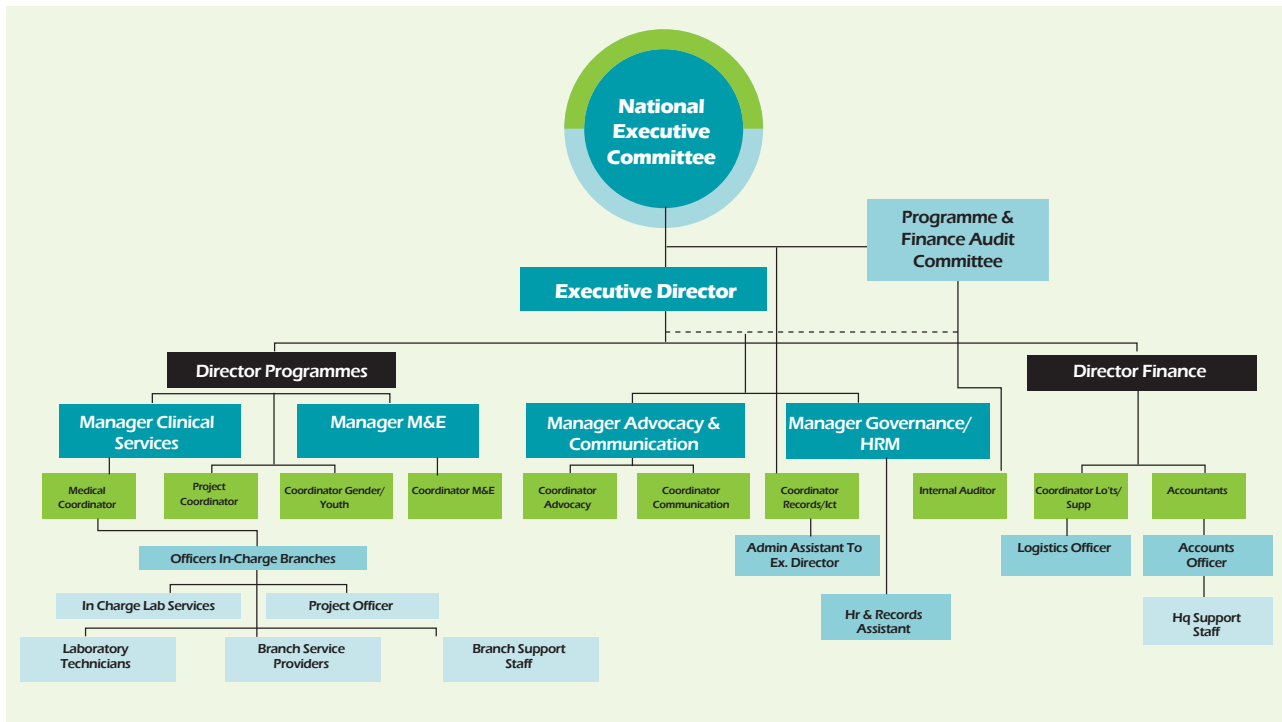 National
Executive
Committee
Programme &
Finance Audit
Committee
Executive Director
Director Programmes
Director Finance
Manager Clinical
Services
Manager M&E
Manager Advocacy &
Communication
Manager Governance/
HRM
Medical
Coordinator
Project
Coordinator
Coordinator Gender/
Youth
Coordinator M&E
Coordinator
Advocacy
Coordinator
Communication
Coordinator
Records/Ict
Internal Auditor
Coordinator Lo'ts/
Supp
Accountants
Officers In-Charge Branches
Admin Assistant To
Ex. Director
Logistics Officer
Accounts
Officer
In Charge Lab Services
Project Officer
Hr & Records
Assistant
Hq Support
Staff
Laboratory
Technicians
Branch Service
Providers
Branch Support
Staff